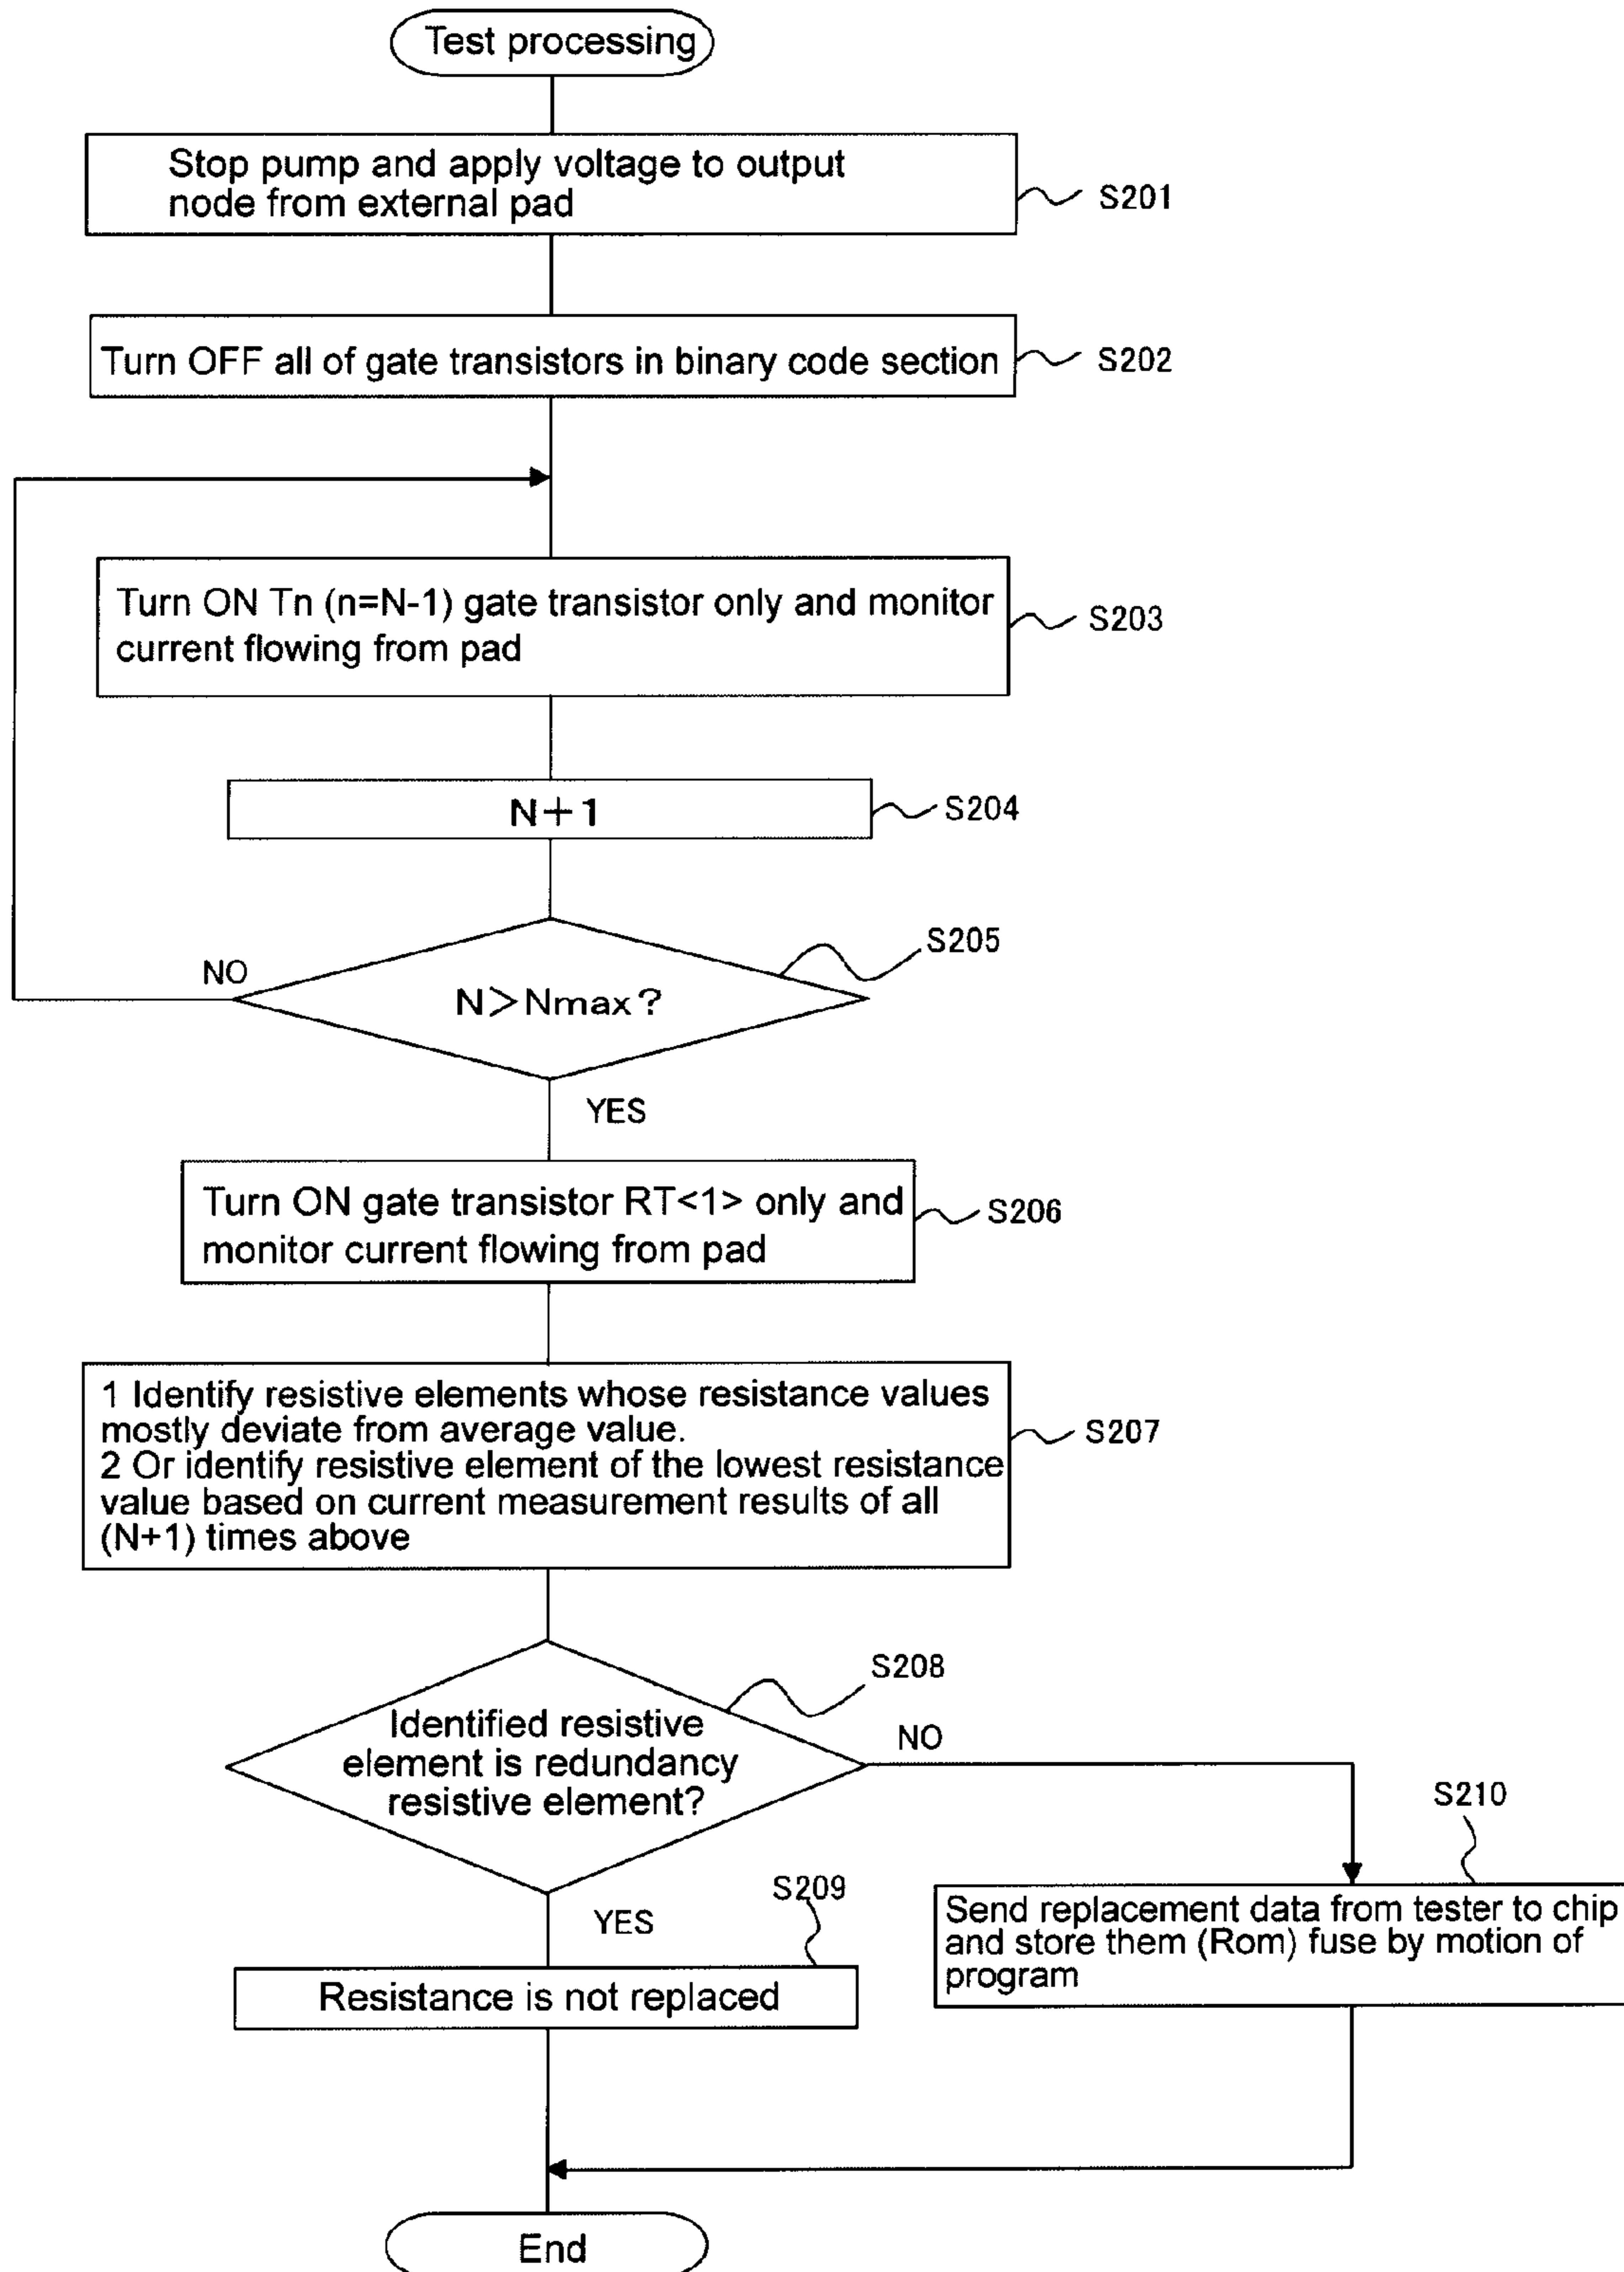 Test processing
Stop pump and apply voltage to output
node from external pad
S201
Turn OFF all of gate transistors in binary code section
S202
Turn ON Tn (n=N-1) gate transistor only and monitor
current flowing from pad
S203
N+1
S204
S205
NO
N>Nmax?
YES
Turn ON gate transistor RT<1> only and
monitor current flowing from pad
S206
1 Identify resistive elements whose resistance values
mostly deviate from average value.
2 Or identify resistive element of the lowest resistance
value based on current measurement results of all
(N+1) times above
S207
S208
Identified resistive
element is redundancy
resistive element?
NO
S210
S209
YES
Send replacement data from tester to chip
and store them (Rom) fuse by motion of
program
Resistance is not replaced
End